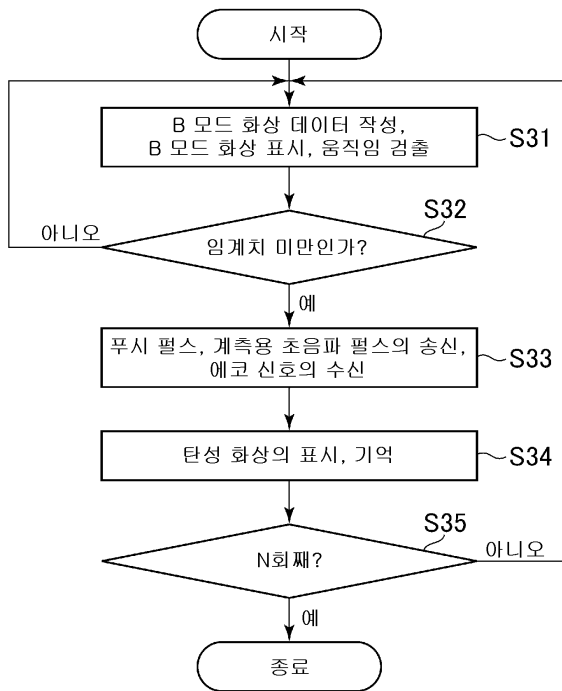 시작
B 모드 화상 데이터 작성,
B 모드 화상 표시, 움직임 검출
S31
S32
임계치 미만인가?
아니오
예
푸시 펄스, 계측용 초음파 펄스의 송신,
에코 신호의 수신
S33
탄성 화상의 표시, 기억
S34
S35
N회째?
아니오
예
종료